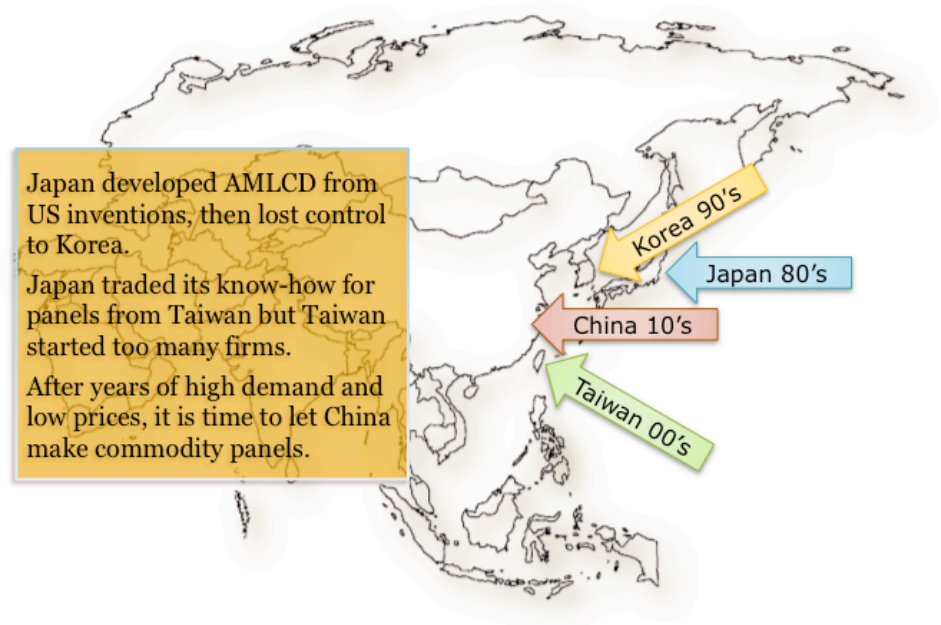 Japan developed AMLCD from
US inventions, then lost control
to Korea.
Japan traded its know-how for
panels from Taiwan but Taiwan
started too many firms.
After years of high demand and
low prices, it is time to let China
make commodity panels.
Korea 90's
Japan 80's
China 10's
Taiwan 00's